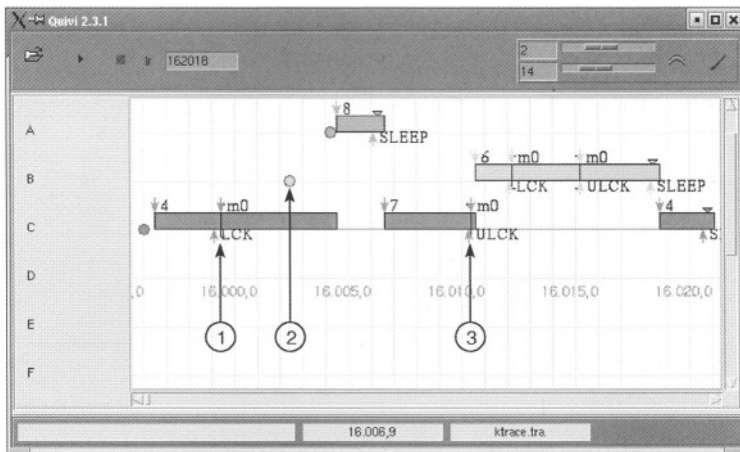 Quivi 2.3.1
162018
2
14
A
8
SLEEP
B
6 m0 m0
LCK ULCK SLEEP
C
4 m0 7 m0 4
LCK ULCK S
D
,0 16.000,0 16.005,0 16.010,0 16.015,0 16.020,0
E
1 2 3
F
16.006,9 ktrace.tra